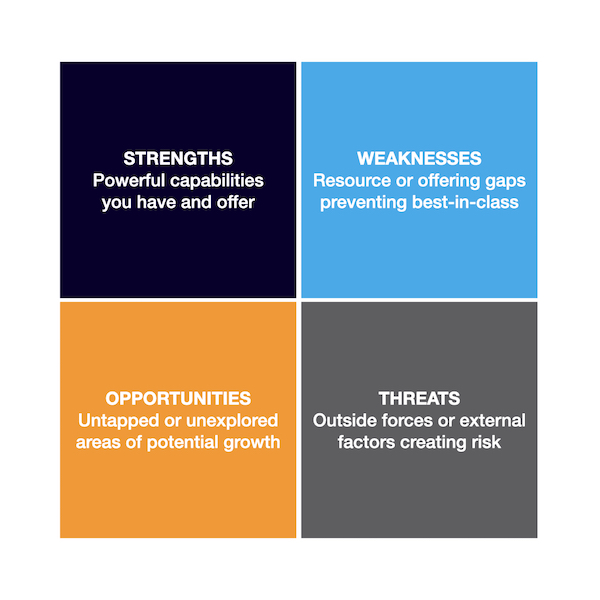 STRENGTHS
Powerful capabilities
you have and offer
WEAKNESSES
Resource or offering gaps
preventing best-in-class
OPPORTUNITIES
Untapped or unexplored
areas of potential growth
THREATS
Outside forces or external
factors creating risk